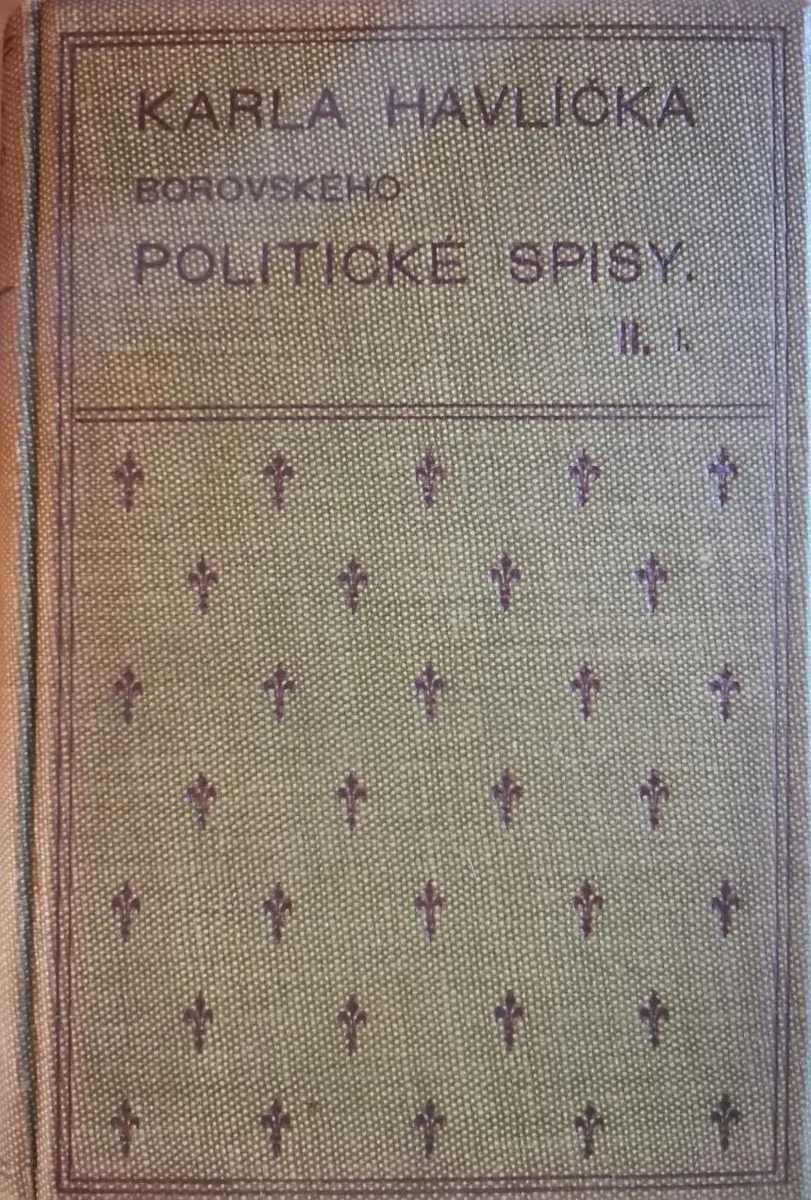 KARLA HAVLÍČKA
BOROVSKÉHO
POLITICKÉ SPISY.
II. 1.